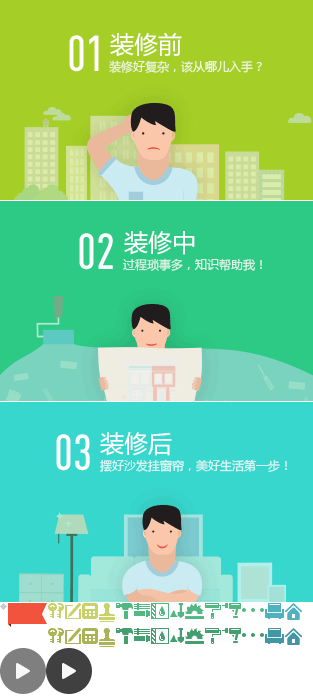 01 装修前
装修好复杂，该从哪儿入手？
02 装修中
过程琐事多，知识帮助我！
03 装修后
摆好沙发挂窗帘，美好生活第一步！